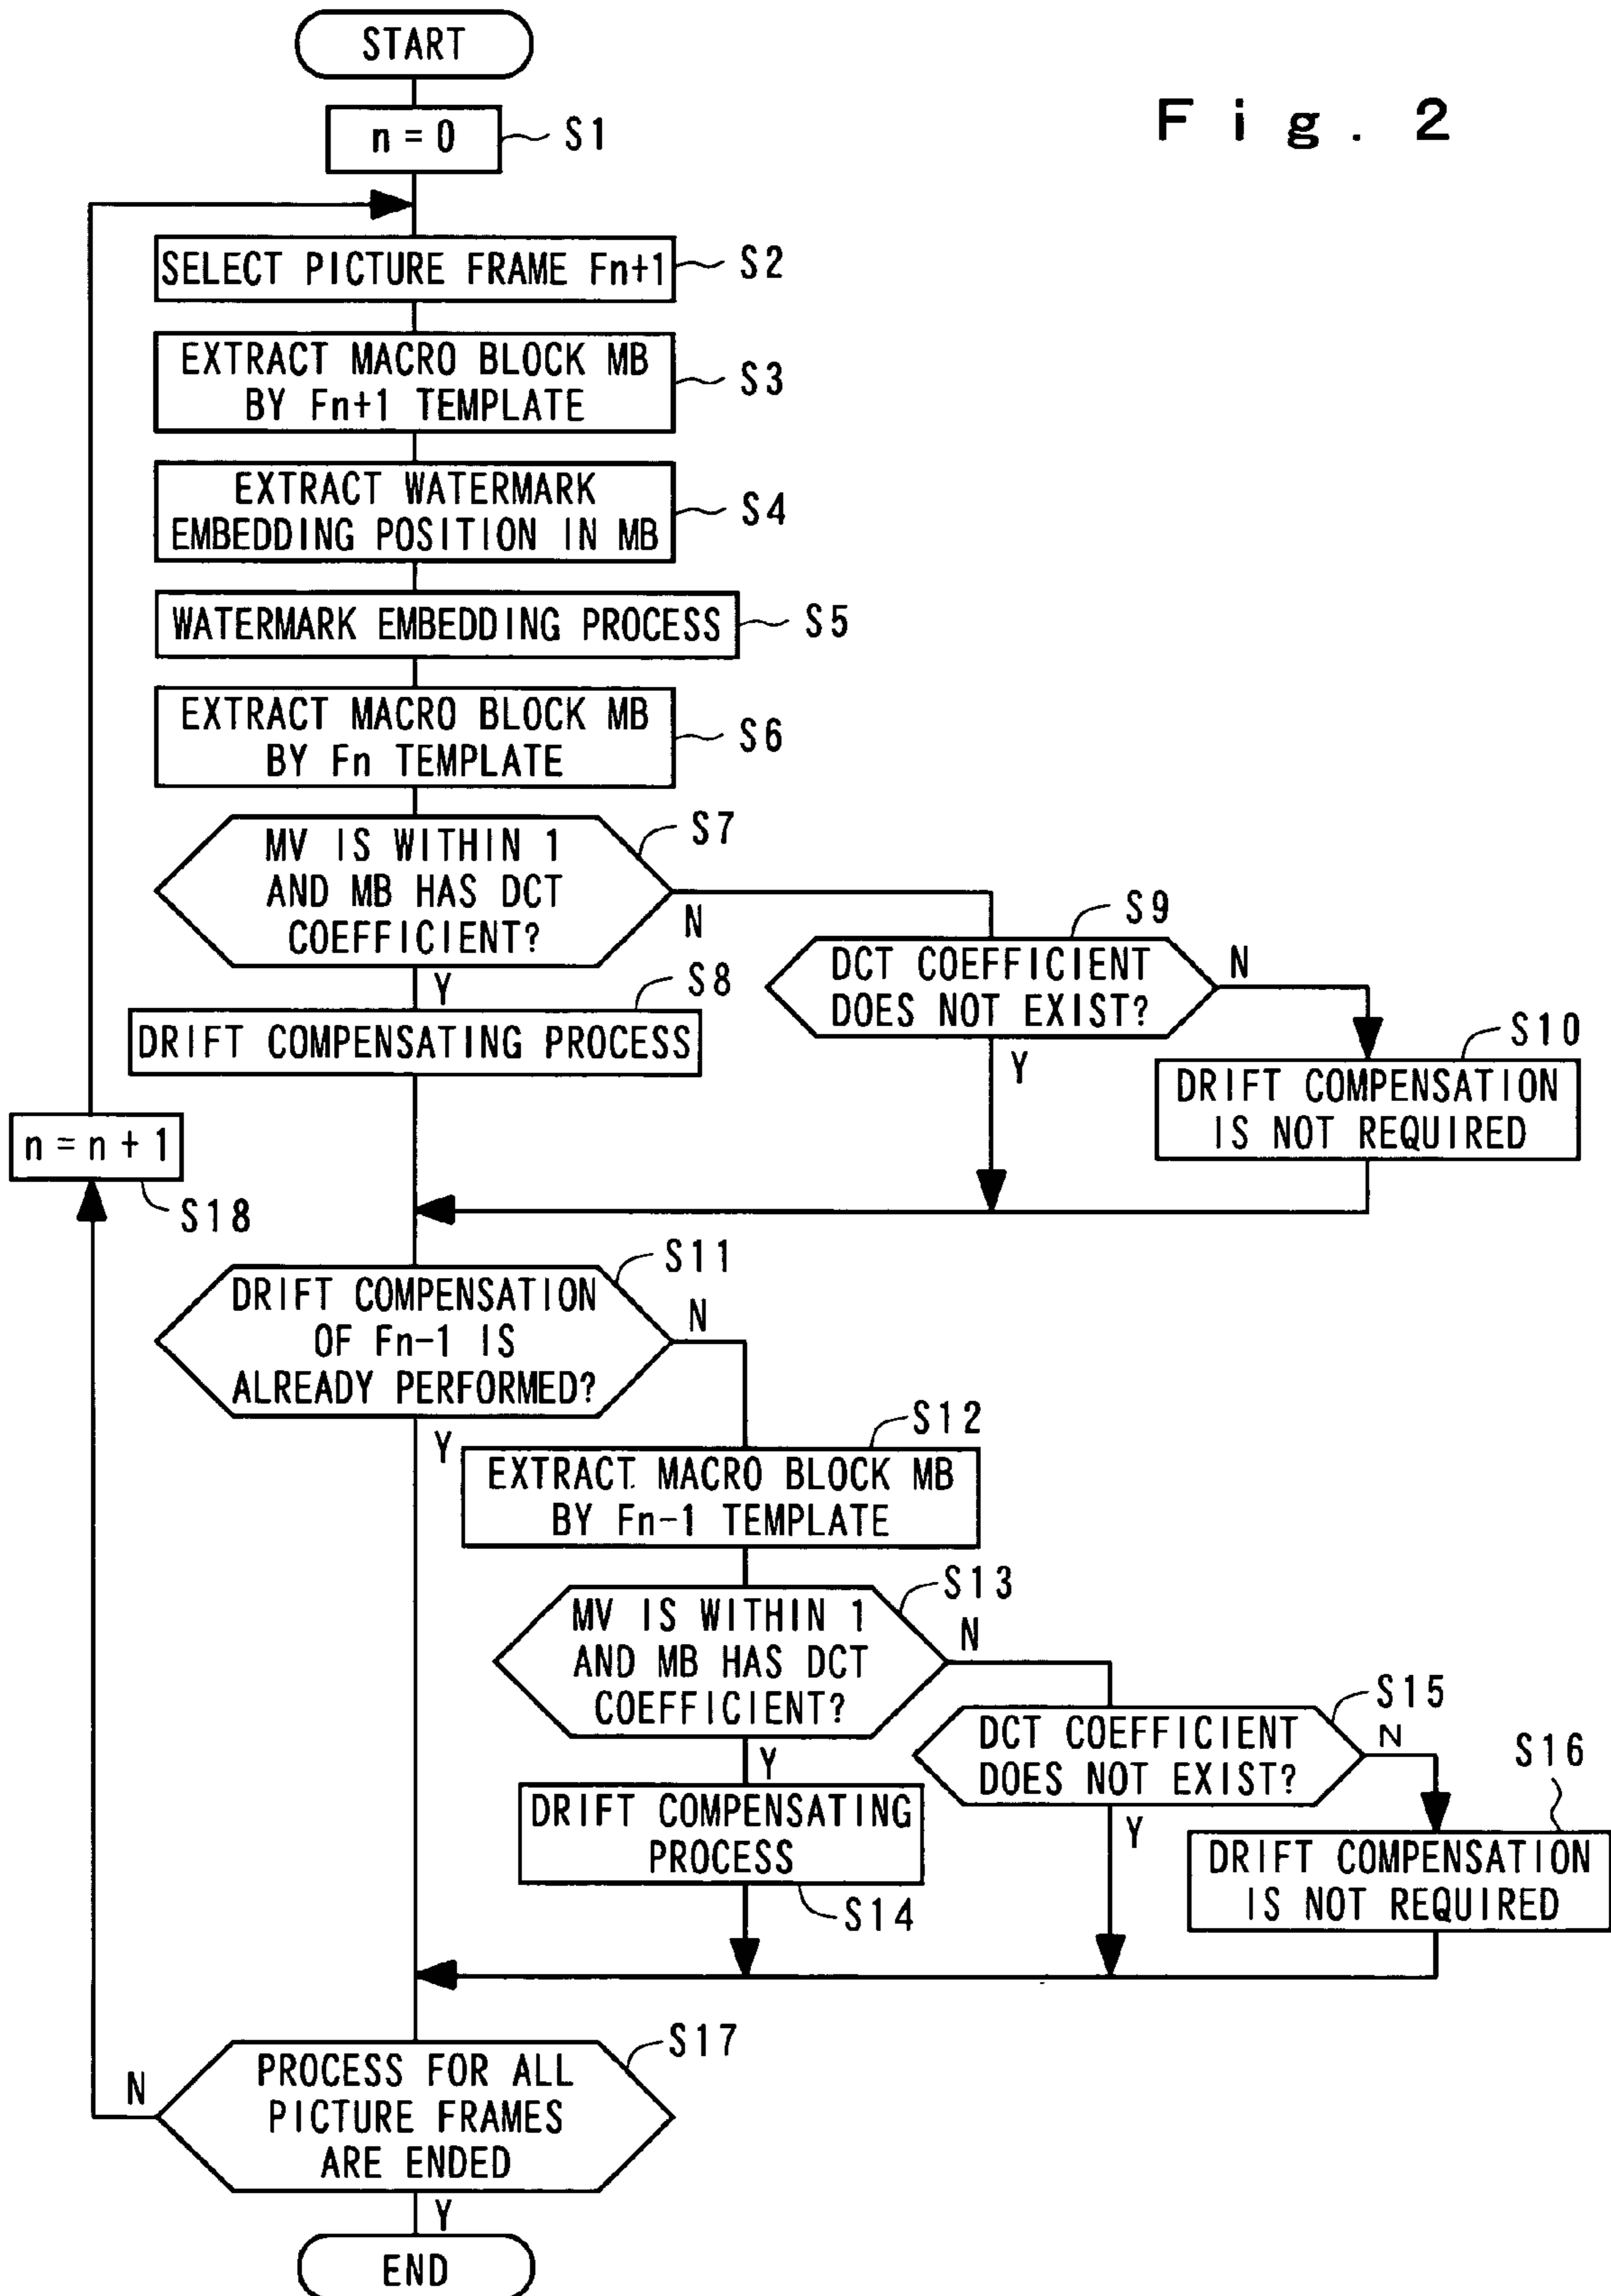 START
Fig. 2
n = 0
S1
SELECT PICTURE FRAME Fn+1
S2
EXTRACT MACRO BLOCK MB
BY Fn+1 TEMPLATE
S3
EXTRACT WATERMARK
EMBEDDING POSITION IN MB
S4
WATERMARK EMBEDDING PROCESS
S5
EXTRACT MACRO BLOCK MB
BY Fn TEMPLATE
S6
MV IS WITHIN 1
AND MB HAS DCT
COEFFICIENT?
S7
N
Y
DRIFT COMPENSATING PROCESS
S8
DCT COEFFICIENT
DOES NOT EXIST?
S9
N
Y
DRIFT COMPENSATION
IS NOT REQUIRED
S10
n = n + 1
S18
DRIFT COMPENSATION
OF Fn-1 IS
ALREADY PERFORMED?
S11
N
Y
EXTRACT MACRO BLOCK MB
BY Fn-1 TEMPLATE
S12
MV IS WITHIN 1
AND MB HAS DCT
COEFFICIENT?
S13
N
Y
DRIFT COMPENSATING
PROCESS
S14
DCT COEFFICIENT
DOES NOT EXIST?
S15
N
Y
DRIFT COMPENSATION
IS NOT REQUIRED
S16
PROCESS FOR ALL
PICTURE FRAMES
ARE ENDED
S17
N
Y
END